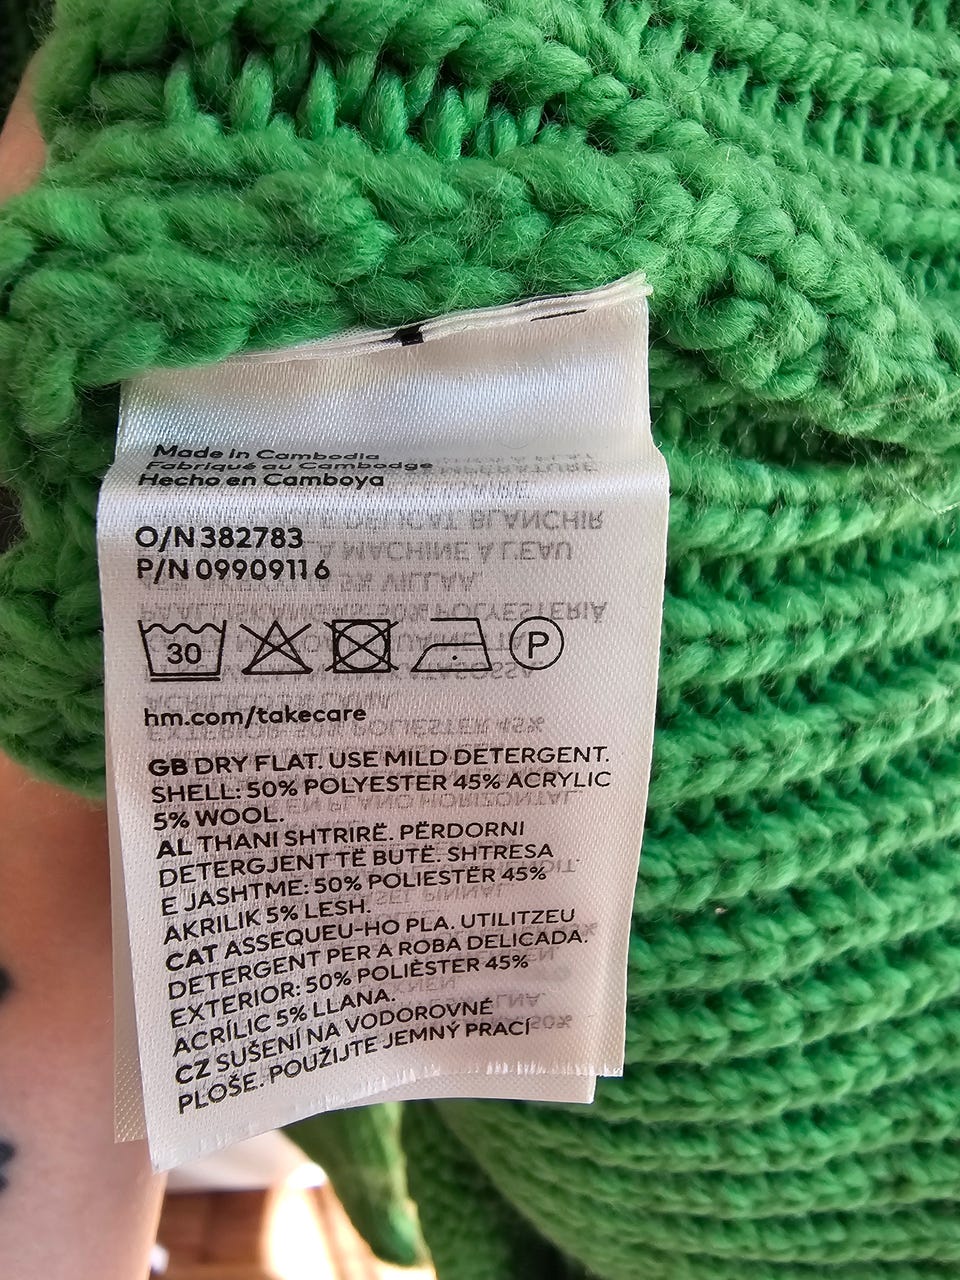 Made in Cambodia
Fabriqué au Cambodge
Hecho en Camboya
O/N 382783
P/N 09909116
30 P
hm.com/takecare
GB DRY FLAT. USE MILD DETERGENT.
SHELL: 50% POLYESTER 45% ACRYLIC
5% WOOL.
AL THANI SHTRIRË. PËRDORNI
DETERGJENT TË BUTË. SHTRESA
E JASHTME: 50% POLIESTËR 45%
AKRILIK 5% LESH.
CAT ASSEQUEU-HO PLA. UTILITZEU
DETERGENT PER A ROBA DELICADA.
EXTERIOR: 50% POLIÈSTER 45%
ACRÍLIC 5% LLANA.
CZ SUŠENÍ NA VODOROVNÉ
PLOŠE. POUŽIJTE JEMNÝ PRACÍ